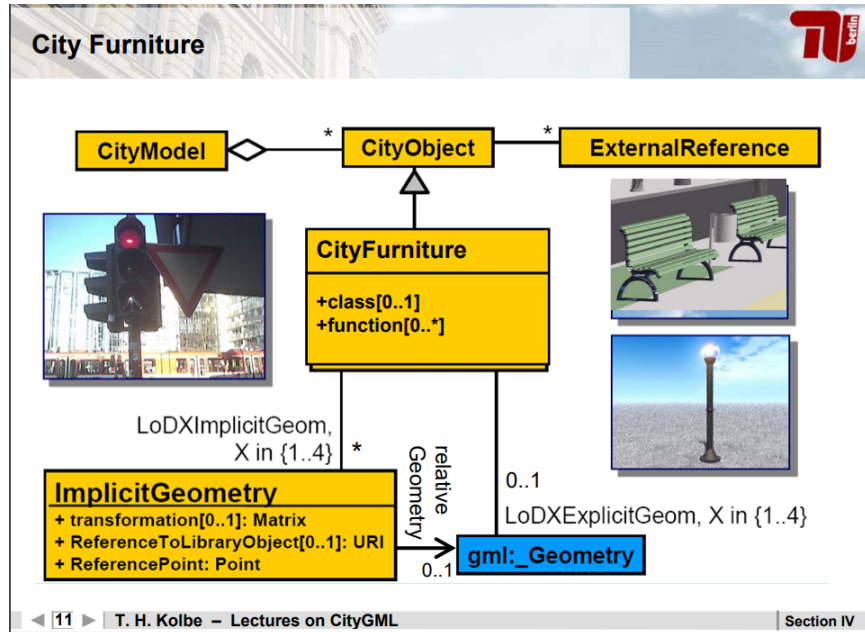 City Furniture
berlin
CityModel
*
CityObject
*
ExternalReference
CityFurniture
+class[0..1]
+function[0..*]
LoDXImplicitGeom,
X in {1..4}
*
relative
Geometry
0..1
0..1
LoDXExplicitGeom, X in {1..4}
ImplicitGeometry
+ transformation[0..1]: Matrix
+ ReferenceToLibraryObject[0..1]: URI
+ ReferencePoint: Point
gml:_Geometry
11
T. H. Kolbe – Lectures on CityGML
Section IV